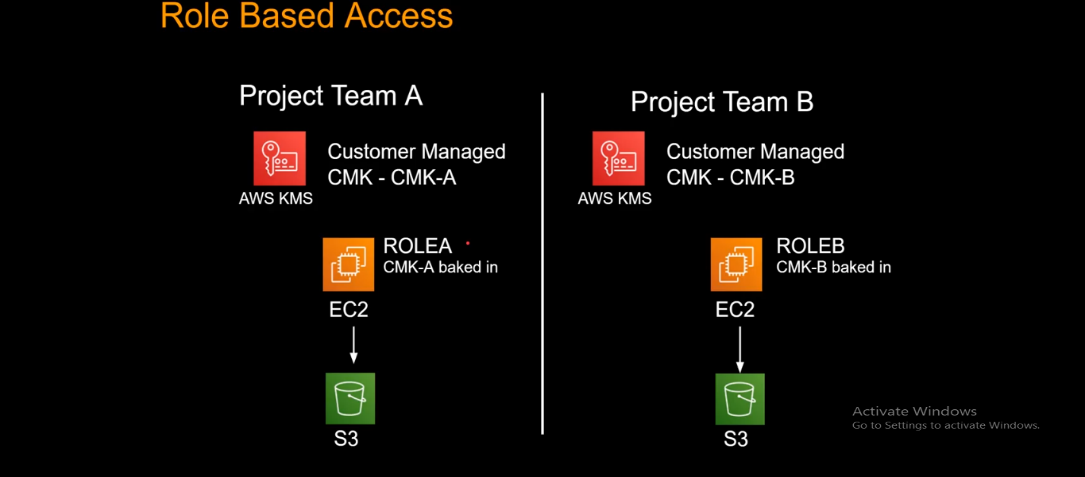 Role Based Access
Project Team A
Customer Managed
CMK - CMK-A
AWS KMS
ROLEA
CMK-A baked in
EC2
S3
Project Team B
Customer Managed
CMK - CMK-B
AWS KMS
ROLEB
CMK-B baked in
EC2
S3
Activate Windows
Go to Settings to activate Windows.